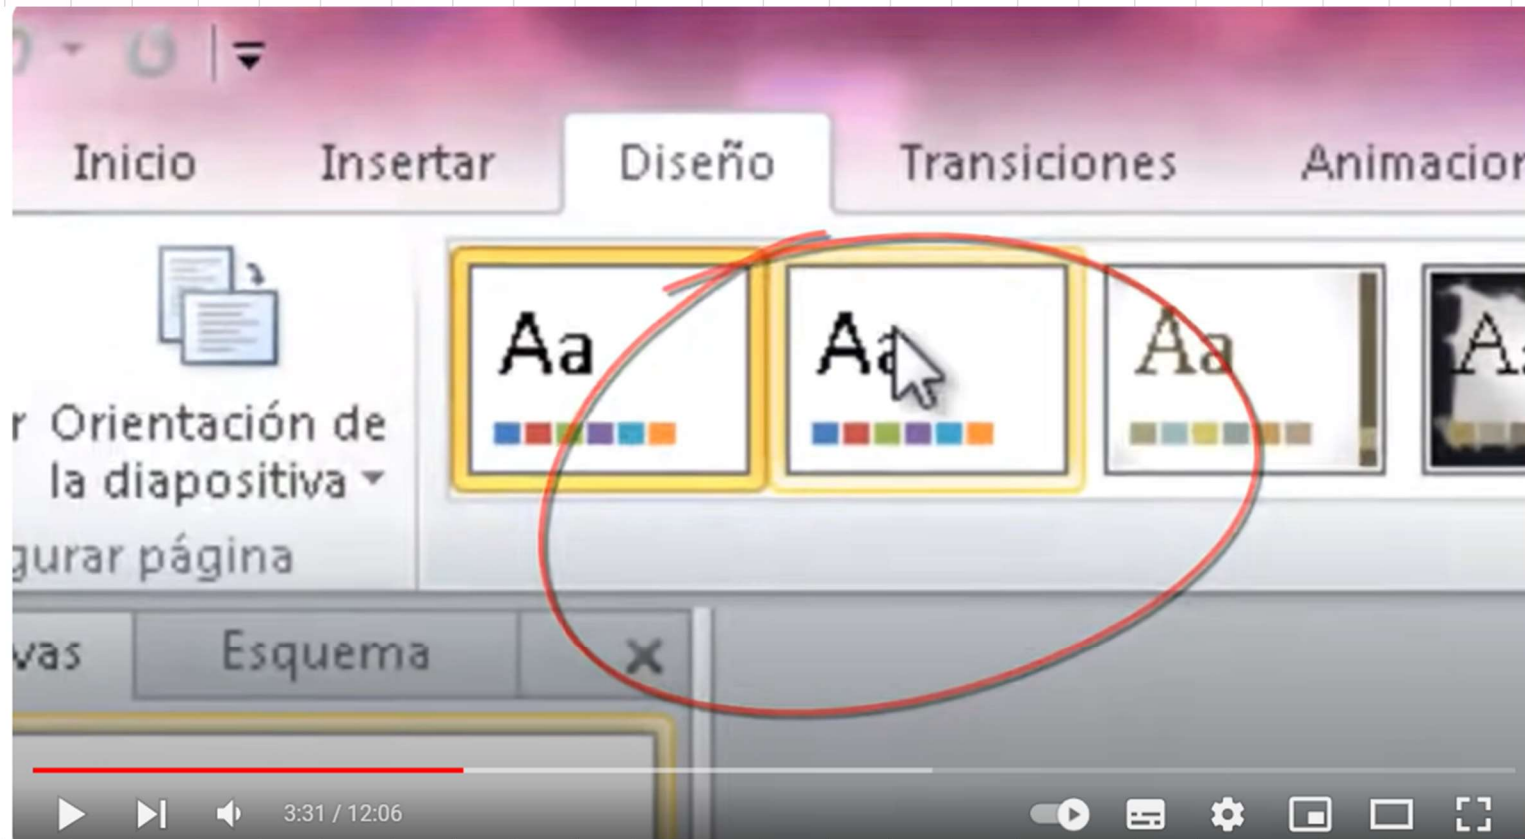 Inicio Insertar Diseño Transiciones Animacion
Aa Aa Aa A
r Orientación de
la diapositiva
gurar página
vas Esquema
3:31 / 12:06